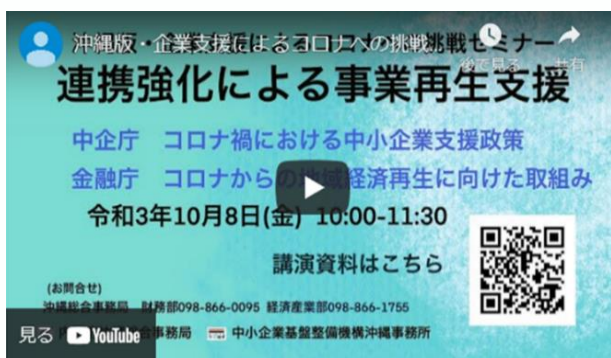 沖縄版・企業支援によるコロナへの挑戦
挑戦セミナー
後で見る
共有
連携強化による事業再生支援
中企庁 コロナ禍における中小企業支援政策
金融庁 コロナからの地域経済再生に向けた取組み
令和3年10月8日(金) 10:00-11:30
講演資料はこちら
(お問合せ)
沖縄総合事務局 財務部098-866-0095 経済産業部098-866-1755
見る YouTube
事務局 中小企業基盤整備機構沖縄事務所